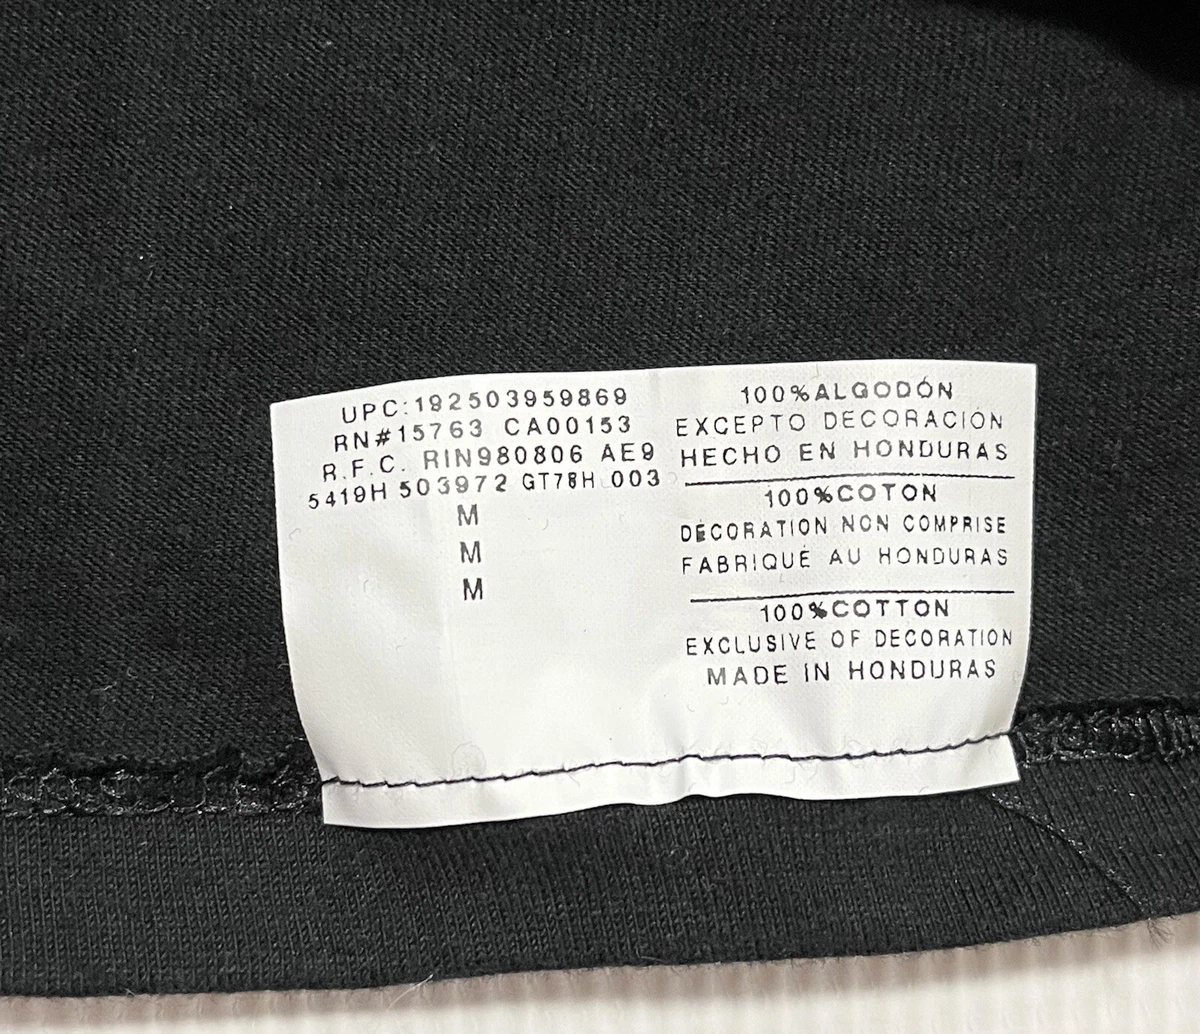 UPC:192503959869
RN#15763 CA00153
R.F.C. RIN980806 AE9
5419H 503972 GT78H 003
M
M
M
100%ALGODÓN
EXCEPTO DECORACIÓN
HECHO EN HONDURAS
100%COTON
DÉCORATION NON COMPRISE
FABRIQUÉ AU HONDURAS
100%COTTON
EXCLUSIVE OF DECORATION
MADE IN HONDURAS